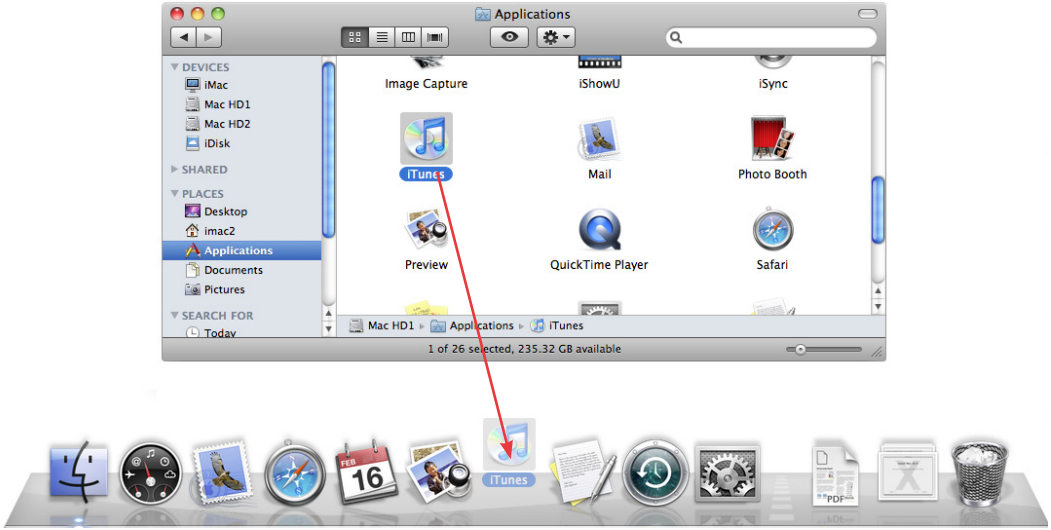 Applications
DEVICES
iMac
Mac HD1
Mac HD2
iDisk
SHARED
PLACES
Desktop
imac2
Applications
Documents
Pictures
SEARCH FOR
Today
Image Capture
iShowU
iSync
iTunes
Mail
Photo Booth
Preview
QuickTime Player
Safari
Mac HD1 ▸ Applications ▸ iTunes
1 of 26 selected, 235.32 GB available
FEB
16
iTunes
PDF